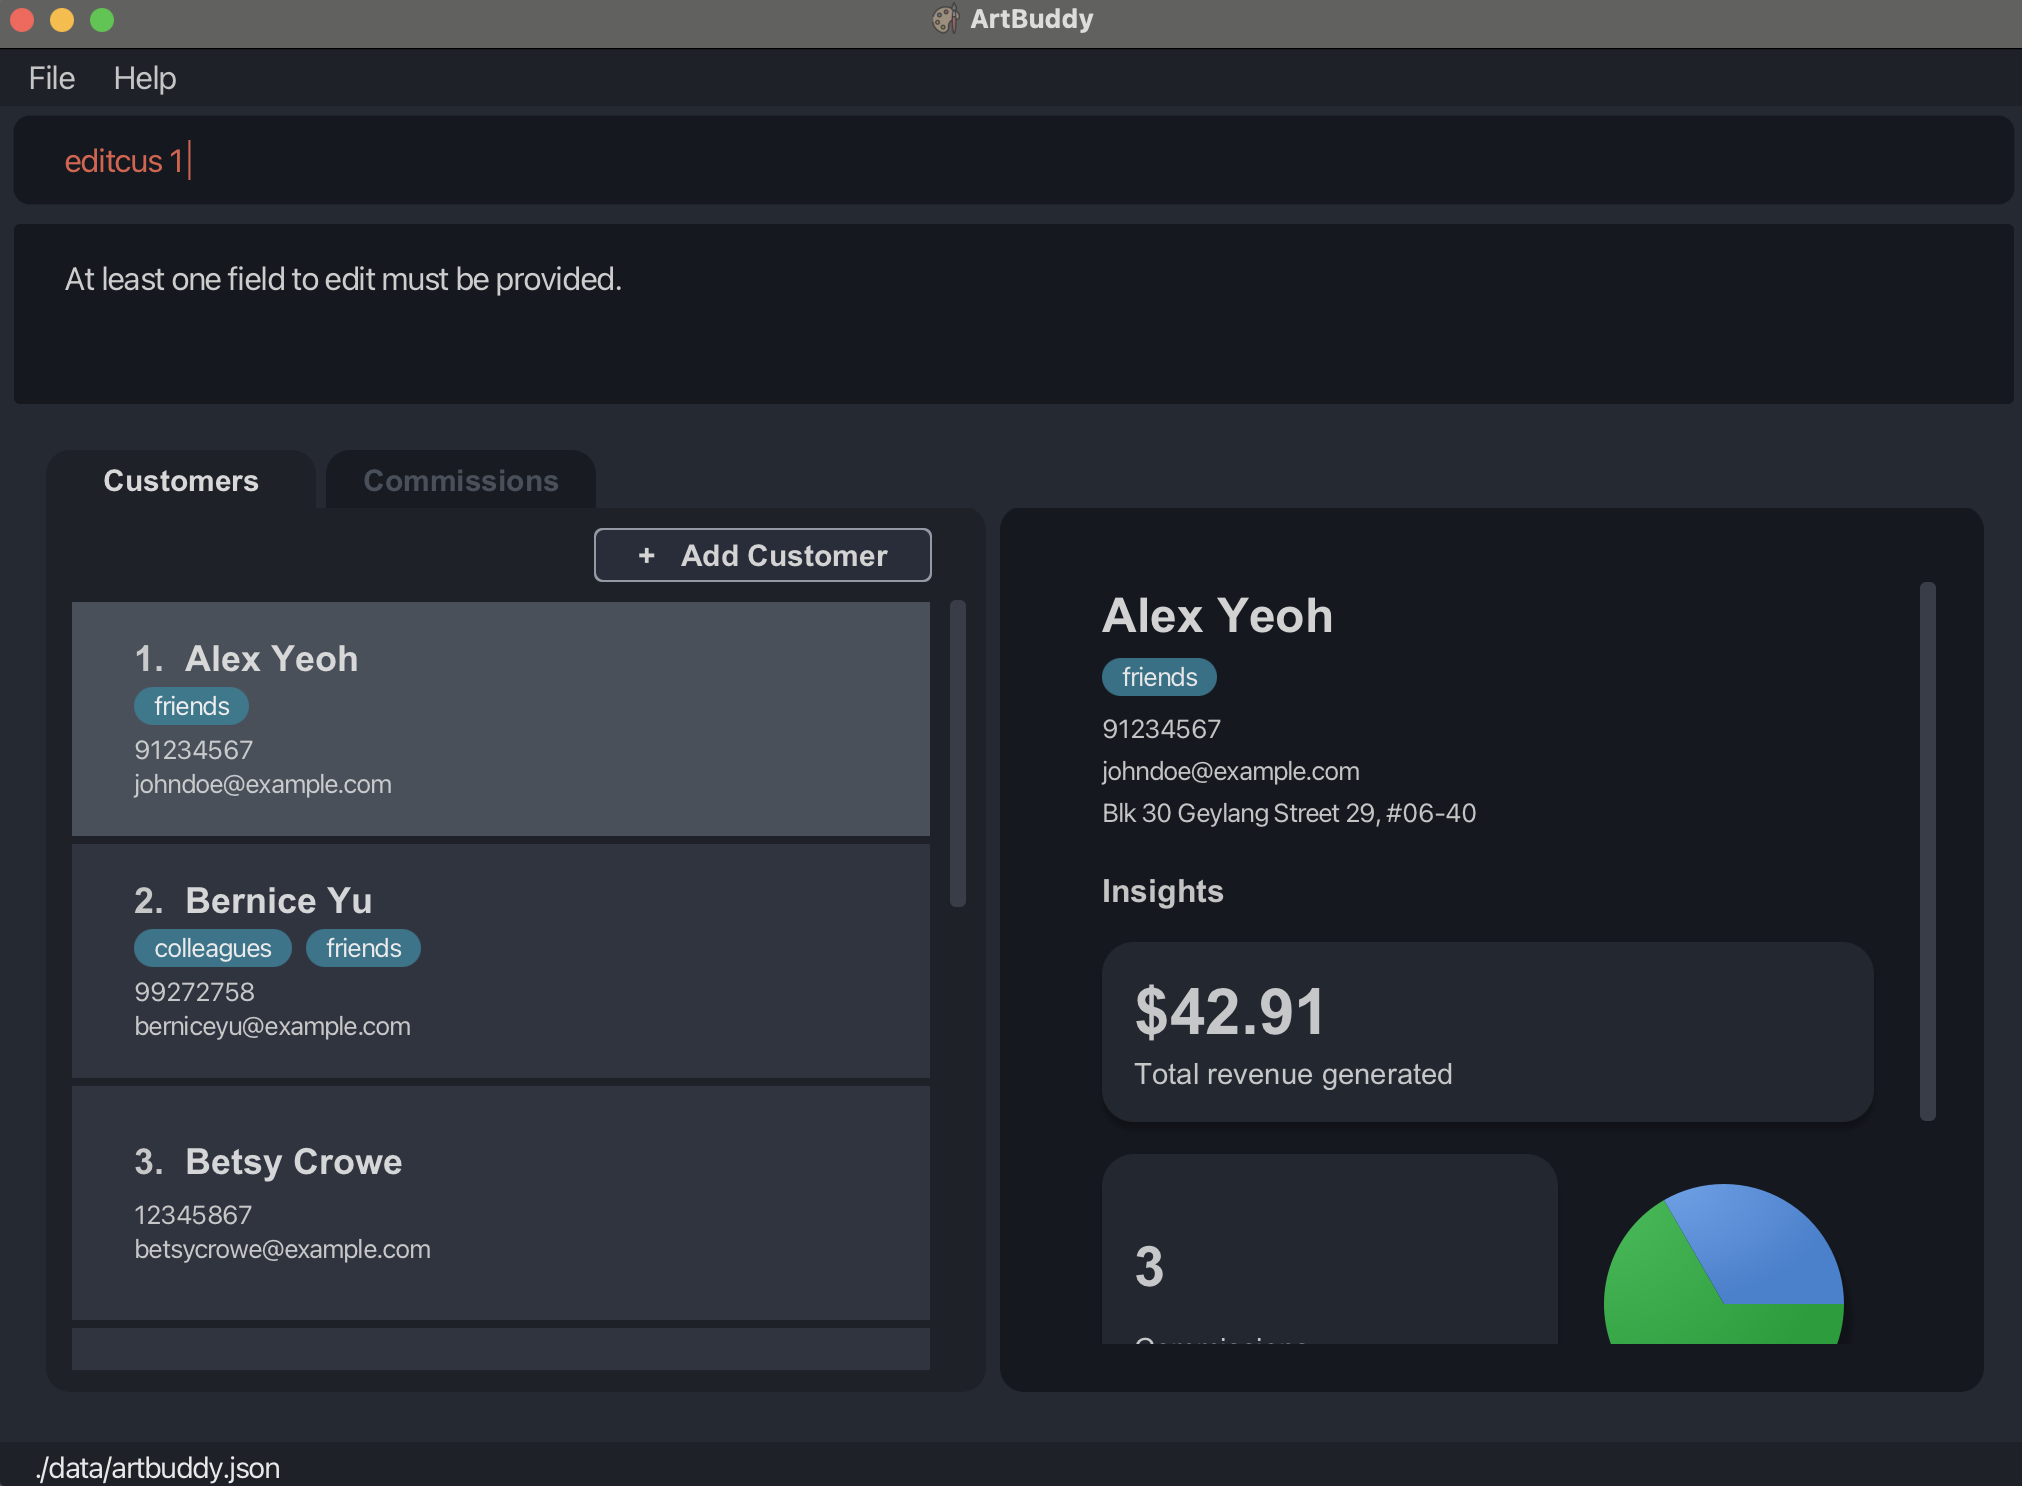 ArtBuddy
File Help
editcus 1
At least one field to edit must be provided.
Customers Commissions
+ Add Customer
1. Alex Yeoh
friends
91234567
johndoe@example.com
2. Bernice Yu
colleagues friends
99272758
berniceyu@example.com
3. Betsy Crowe
12345867
betsycrowe@example.com
Alex Yeoh
friends
91234567
johndoe@example.com
Blk 30 Geylang Street 29, #06-40
Insights
$42.91
Total revenue generated
3
./data/artbuddy.json